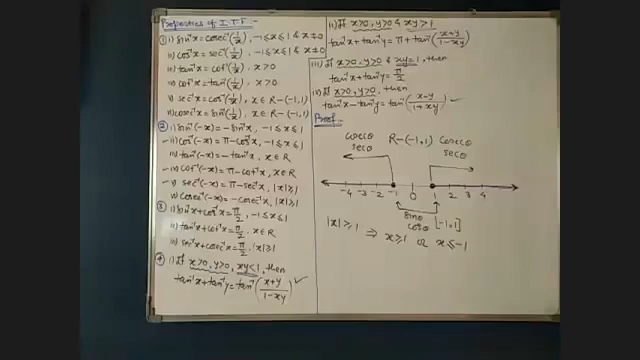 Properties of I.T.F:-
① i) sin⁻¹x = cosec⁻¹(1/x), -1≤x≤1 & x≠0
ii) cos⁻¹x = sec⁻¹(1/x), -1≤x≤1 & x≠0
iii) tan⁻¹x = cot⁻¹(1/x), x>0
iv) cot⁻¹x = tan⁻¹(1/x), x>0
v) sec⁻¹x = cos⁻¹(1/x), x∈R-(-1,1)
vi) cosec⁻¹x = sin⁻¹(1/x), x∈R-(-1,1)
② i) sin⁻¹(-x) = -sin⁻¹x, -1≤x≤1
ii) cos⁻¹(-x) = π-cos⁻¹x, -1≤x≤1
iii) tan⁻¹(-x) = -tan⁻¹x, x∈R
iv) cot⁻¹(-x) = π-cot⁻¹x, x∈R
v) sec⁻¹(-x) = π-sec⁻¹x, |x|≥1
vi) cosec⁻¹(-x) = -cosec⁻¹x, |x|≥1
③ i) sin⁻¹x+cos⁻¹x = π/2, -1≤x≤1
ii) tan⁻¹x+cot⁻¹x = π/2, x∈R
iii) sec⁻¹x+cosec⁻¹x = π/2, |x|≥1
④ i) If x>0, y>0, xy<1, then
tan⁻¹x+tan⁻¹y = tan⁻¹(x+y/1-xy) ✓
ii) If x>0, y>0 & xy>1
tan⁻¹x+tan⁻¹y = π+tan⁻¹(x+y/1-xy)
iii) If x>0, y>0 & xy=1, then
tan⁻¹x+tan⁻¹y = π/2
iv) If x>0, y>0, then
tan⁻¹x-tan⁻¹y = tan⁻¹(x-y/1+xy) ✓
Proof:-
cosecθ R-(-1,1) cosecθ
secθ secθ
-4 -3 -2 -1 0 1 2 3 4
sinθ
cosθ [-1,1]
|x|≥1
⇒ x≥1 or x≤-1